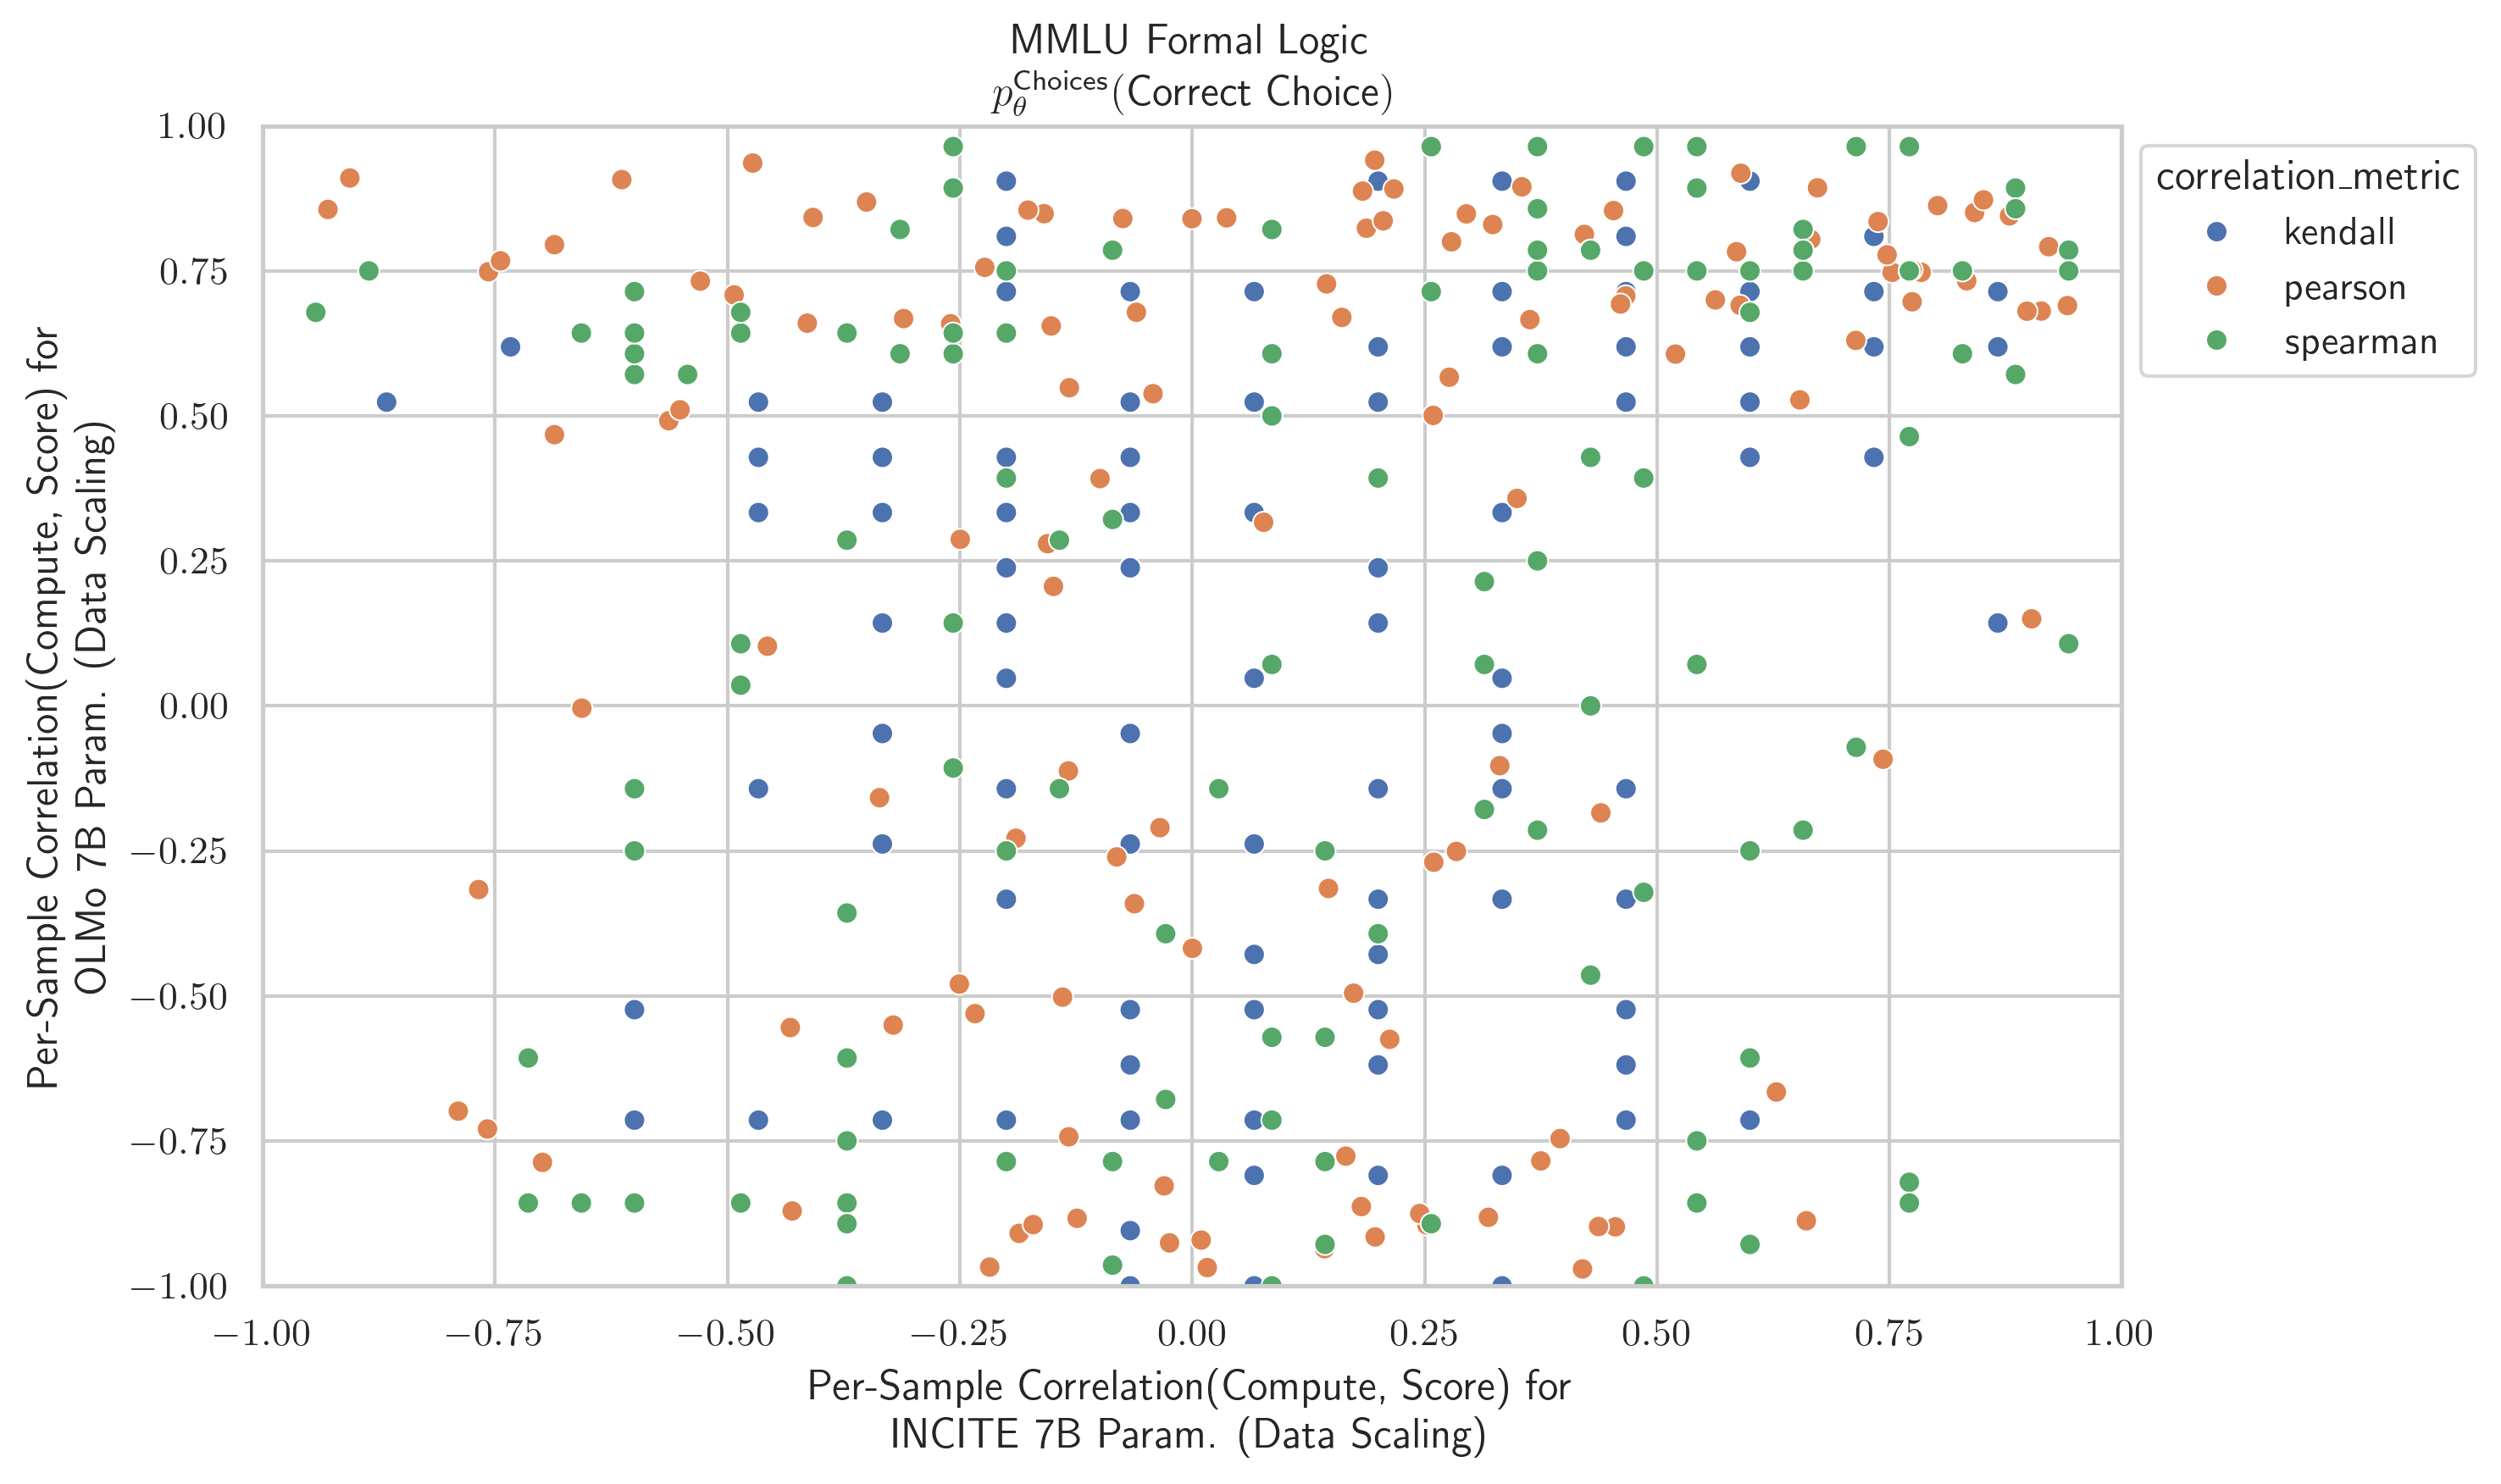 MMLU Formal Logic
p_θ^Choices(Correct Choice)
1.00
0.75
0.50
0.25
0.00
−0.25
−0.50
−0.75
−1.00
Per-Sample Correlation(Compute, Score) for
OLMo 7B Param. (Data Scaling)
correlation_metric
kendall
pearson
spearman
−1.00 −0.75 −0.50 −0.25 0.00 0.25 0.50 0.75 1.00
Per-Sample Correlation(Compute, Score) for
INCITE 7B Param. (Data Scaling)